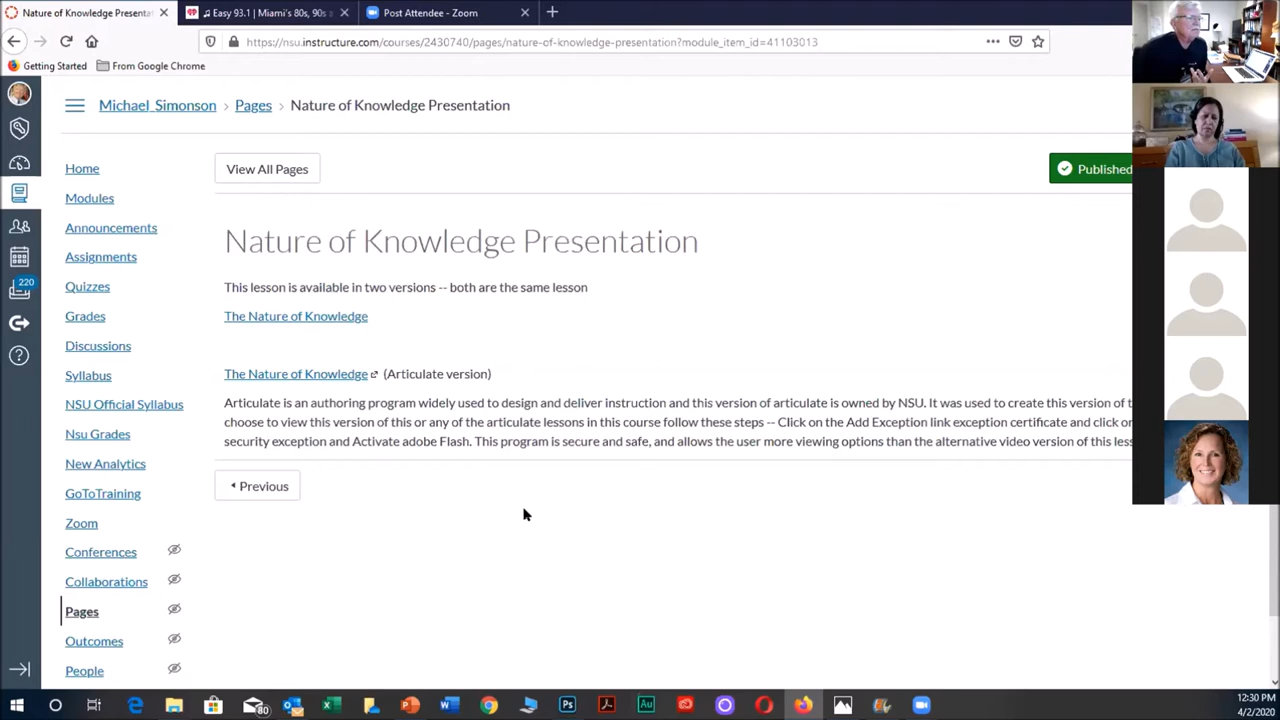 Nature of Knowledge Presentation
Easy 93.1 | Miami's 80s, 90s a
Post Attendee - Zoom
https://nsu.instructure.com/courses/2430740/pages/nature-of-knowledge-presentation?module_item_id=41103013
Getting Started
From Google Chrome
Michael_Simonson > Pages > Nature of Knowledge Presentation
Home
View All Pages
Published
Modules
Announcements
Nature of Knowledge Presentation
Assignments
Quizzes
This lesson is available in two versions -- both are the same lesson
220
Grades
The Nature of Knowledge
Discussions
Syllabus
The Nature of Knowledge (Articulate version)
NSU Official Syllabus
Articulate is an authoring program widely used to design and deliver instruction and this version of articulate is owned by NSU. It was used to create this version of t
choose to view this version of this or any of the articulate lessons in this course follow these steps -- Click on the Add Exception link exception certificate and click or
security exception and Activate adobe Flash. This program is secure and safe, and allows the user more viewing options than the alternative video version of this less
Nsu Grades
New Analytics
Previous
GoToTraining
Zoom
Conferences
Collaborations
Pages
Outcomes
People
80
Ps
Au
12:30 PM
4/2/2020